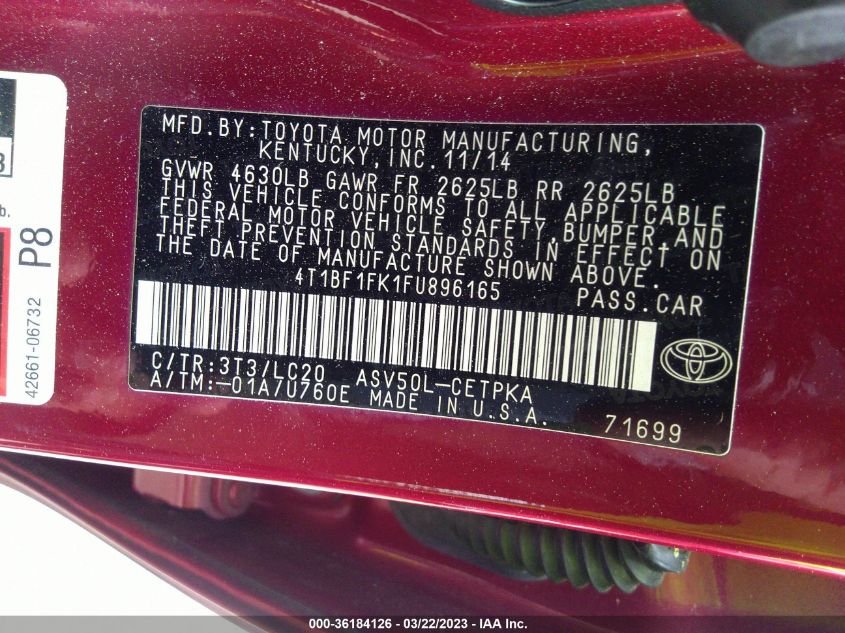 MFD.BY:TOYOTA MOTOR MANUFACTURING,
KENTUCKY,INC.11/14
GVWR 4630LB GAWR FR 2625LB RR 2625LB
THIS VEHICLE CONFORMS TO ALL APPLICABLE
FEDERAL MOTOR VEHICLE SAFETY,BUMPER,AND
THEFT PREVENTION STANDARDS IN EFFECT ON
THE DATE OF MANUFACTURE SHOWN ABOVE.
4T1BF1FK1FU896165 PASS.CAR
C/TR:3T3/LC20 ASV50L-CETPKA
A/TM:-01A/U760E MADE IN U.S.A.
71699
P8
42661-06732
000-36184126 - 03/22/2023 - IAA Inc.